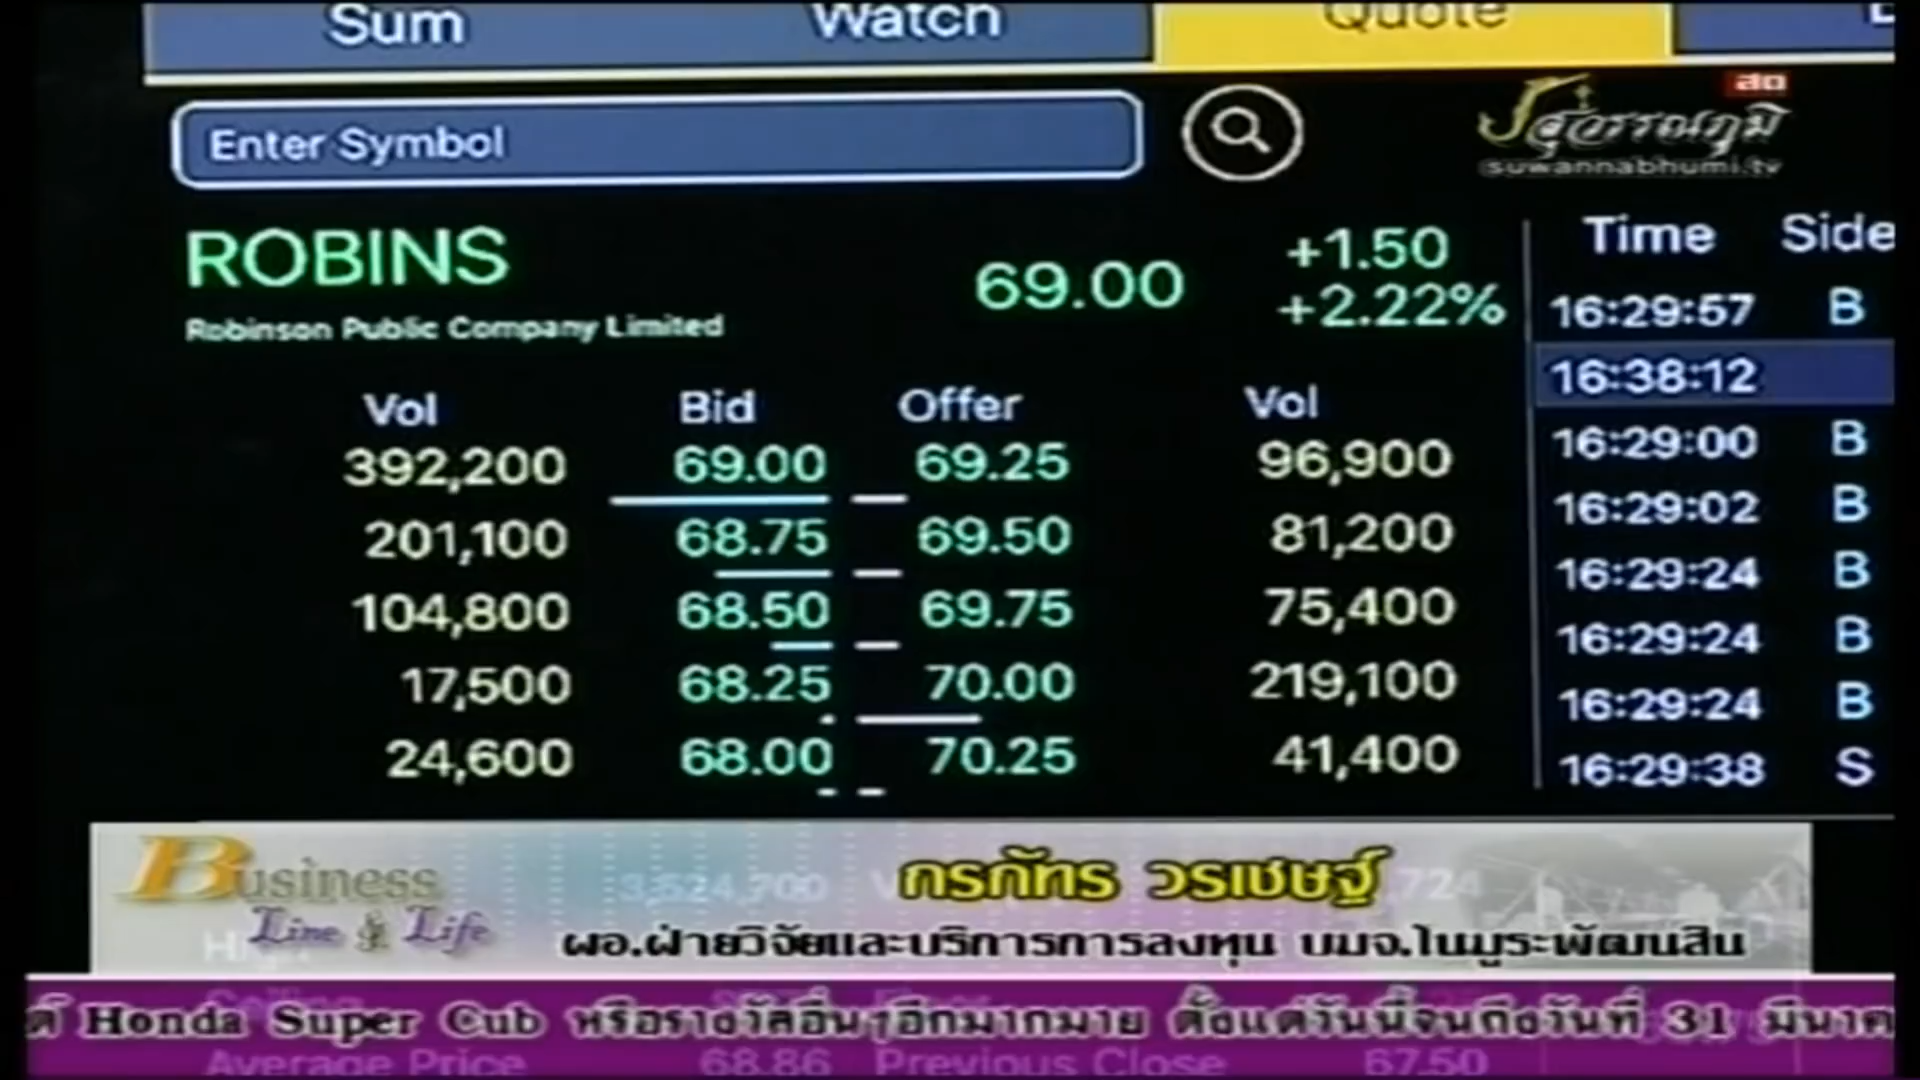 Sum Watch Quote
สด
สุวรรณภูมิ
suwannabhumi.tv
Enter Symbol
ROBINS
Robinson Public Company Limited
69.00
+1.50
+2.22%
Vol Bid Offer Vol
392,200 69.00 69.25 96,900
201,100 68.75 69.50 81,200
104,800 68.50 69.75 75,400
17,500 68.25 70.00 219,100
24,600 68.00 70.25 41,400
Time Side
16:29:57 B
16:38:12
16:29:00 B
16:29:02 B
16:29:24 B
16:29:24 B
16:29:24 B
16:29:38 S
Business
Line & Life
3,524,700
กรภัทร วรเชษฐ์
ผอ.ฝ่ายวิจัยและบริการการลงทุน บมจ.โนมูระพัฒนสิน
Honda Super Cub หรือรางวัลอื่นๆอีกมากมาย ตั้งแต่วันนี้จนถึงวันที่ 31
Average Price 68.86 Previous Close 67.50